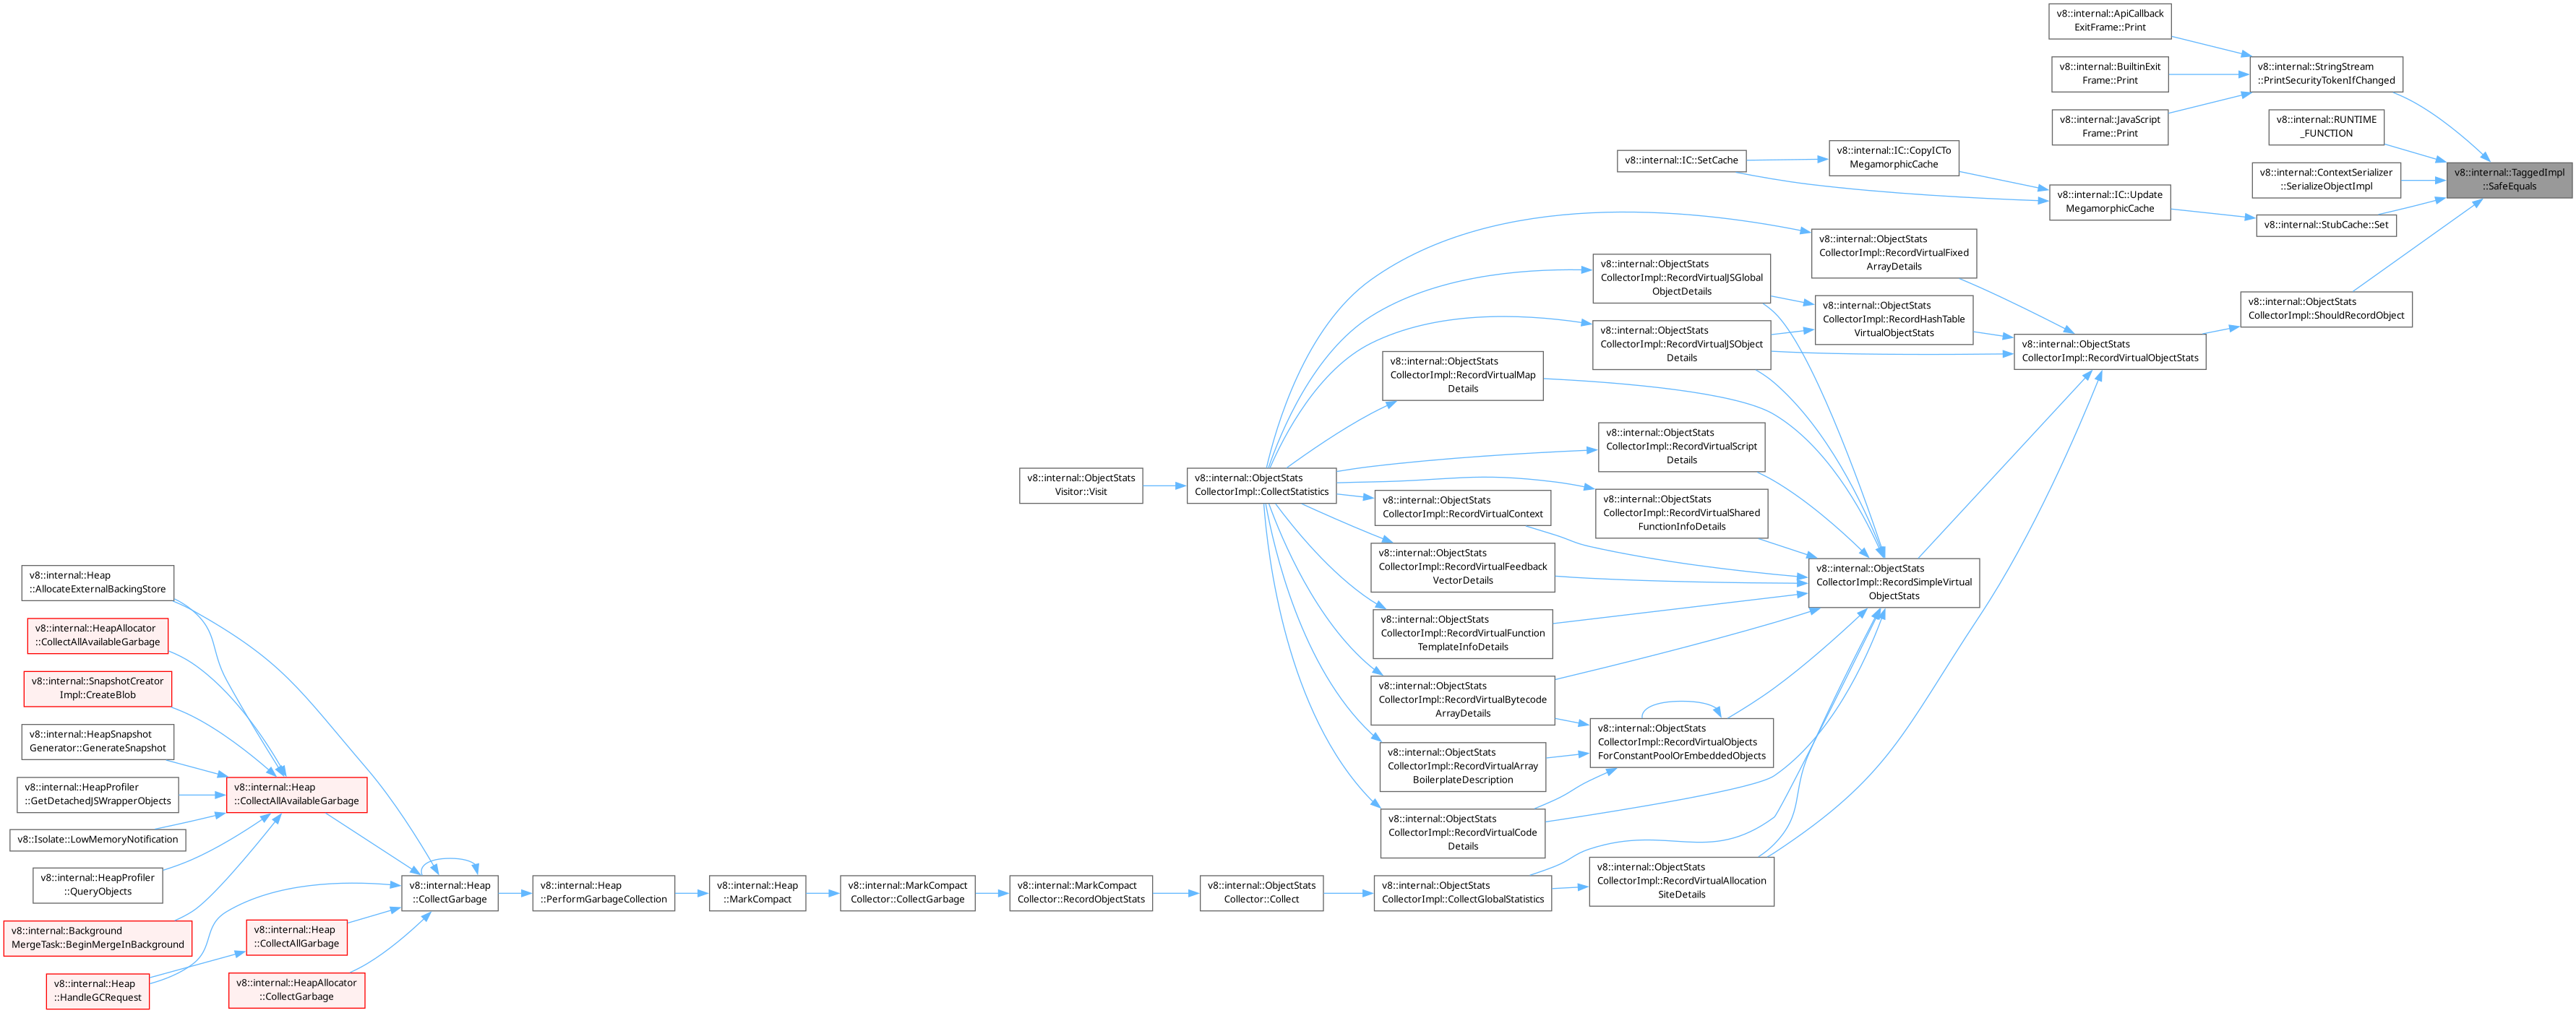 v8::internal::ApiCallback
ExitFrame::Print
v8::internal::StringStream
::PrintSecurityTokenIfChanged
v8::internal::BuiltinExit
Frame::Print
v8::internal::JavaScript
Frame::Print
v8::internal::RUNTIME
_FUNCTION
v8::internal::IC::SetCache
v8::internal::IC::CopyICTo
MegamorphicCache
v8::internal::ContextSerializer
::SerializeObjectImpl
v8::internal::TaggedImpl
::SafeEquals
v8::internal::IC::Update
MegamorphicCache
v8::internal::StubCache::Set
v8::internal::ObjectStats
CollectorImpl::RecordVirtualFixed
ArrayDetails
v8::internal::ObjectStats
CollectorImpl::RecordVirtualJSGlobal
ObjectDetails
v8::internal::ObjectStats
CollectorImpl::RecordHashTable
VirtualObjectStats
v8::internal::ObjectStats
CollectorImpl::ShouldRecordObject
v8::internal::ObjectStats
CollectorImpl::RecordVirtualJSObject
Details
v8::internal::ObjectStats
CollectorImpl::RecordVirtualObjectStats
v8::internal::ObjectStats
CollectorImpl::RecordVirtualMap
Details
v8::internal::ObjectStats
CollectorImpl::RecordVirtualScript
Details
v8::internal::ObjectStats
Visitor::Visit
v8::internal::ObjectStats
CollectorImpl::CollectStatistics
v8::internal::ObjectStats
CollectorImpl::RecordVirtualContext
v8::internal::ObjectStats
CollectorImpl::RecordVirtualShared
FunctionInfoDetails
v8::internal::ObjectStats
CollectorImpl::RecordVirtualFeedback
VectorDetails
v8::internal::ObjectStats
CollectorImpl::RecordSimpleVirtual
ObjectStats
v8::internal::ObjectStats
CollectorImpl::RecordVirtualFunction
TemplateInfoDetails
v8::internal::ObjectStats
CollectorImpl::RecordVirtualBytecode
ArrayDetails
v8::internal::ObjectStats
CollectorImpl::RecordVirtualObjects
ForConstantPoolOrEmbeddedObjects
v8::internal::ObjectStats
CollectorImpl::RecordVirtualArray
BoilerplateDescription
v8::internal::ObjectStats
CollectorImpl::RecordVirtualCode
Details
v8::internal::ObjectStats
CollectorImpl::RecordVirtualAllocation
SiteDetails
v8::internal::Heap
::AllocateExternalBackingStore
v8::internal::HeapAllocator
::CollectAllAvailableGarbage
v8::internal::SnapshotCreator
Impl::CreateBlob
v8::internal::HeapSnapshot
Generator::GenerateSnapshot
v8::internal::HeapProfiler
::GetDetachedJSWrapperObjects
v8::internal::Heap
::CollectAllAvailableGarbage
v8::Isolate::LowMemoryNotification
v8::internal::HeapProfiler
::QueryObjects
v8::internal::Heap
::CollectGarbage
v8::internal::Heap
::PerformGarbageCollection
v8::internal::Heap
::MarkCompact
v8::internal::MarkCompact
Collector::CollectGarbage
v8::internal::MarkCompact
Collector::RecordObjectStats
v8::internal::ObjectStats
Collector::Collect
v8::internal::ObjectStats
CollectorImpl::CollectGlobalStatistics
v8::internal::Background
MergeTask::BeginMergeInBackground
v8::internal::Heap
::CollectAllGarbage
v8::internal::Heap
::HandleGCRequest
v8::internal::HeapAllocator
::CollectGarbage